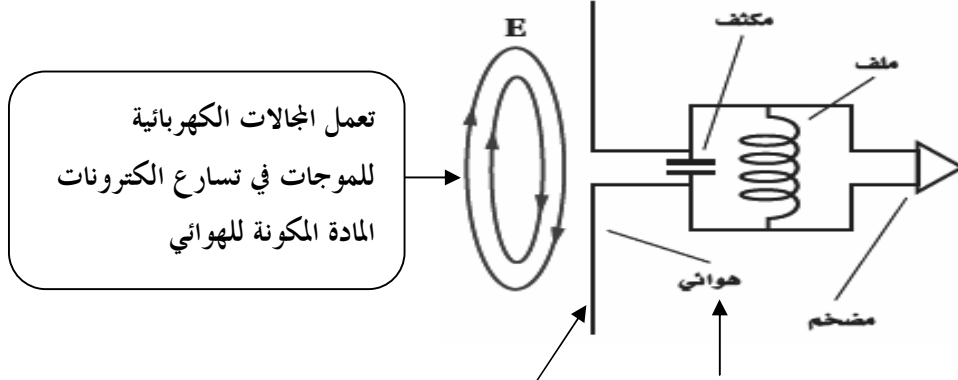 E
مكثف
ملف
تعمل المجالات الكهربائية
للموجات في تسارع الكترونات
المادة المكونة للهوائي
هوائي
مضخم